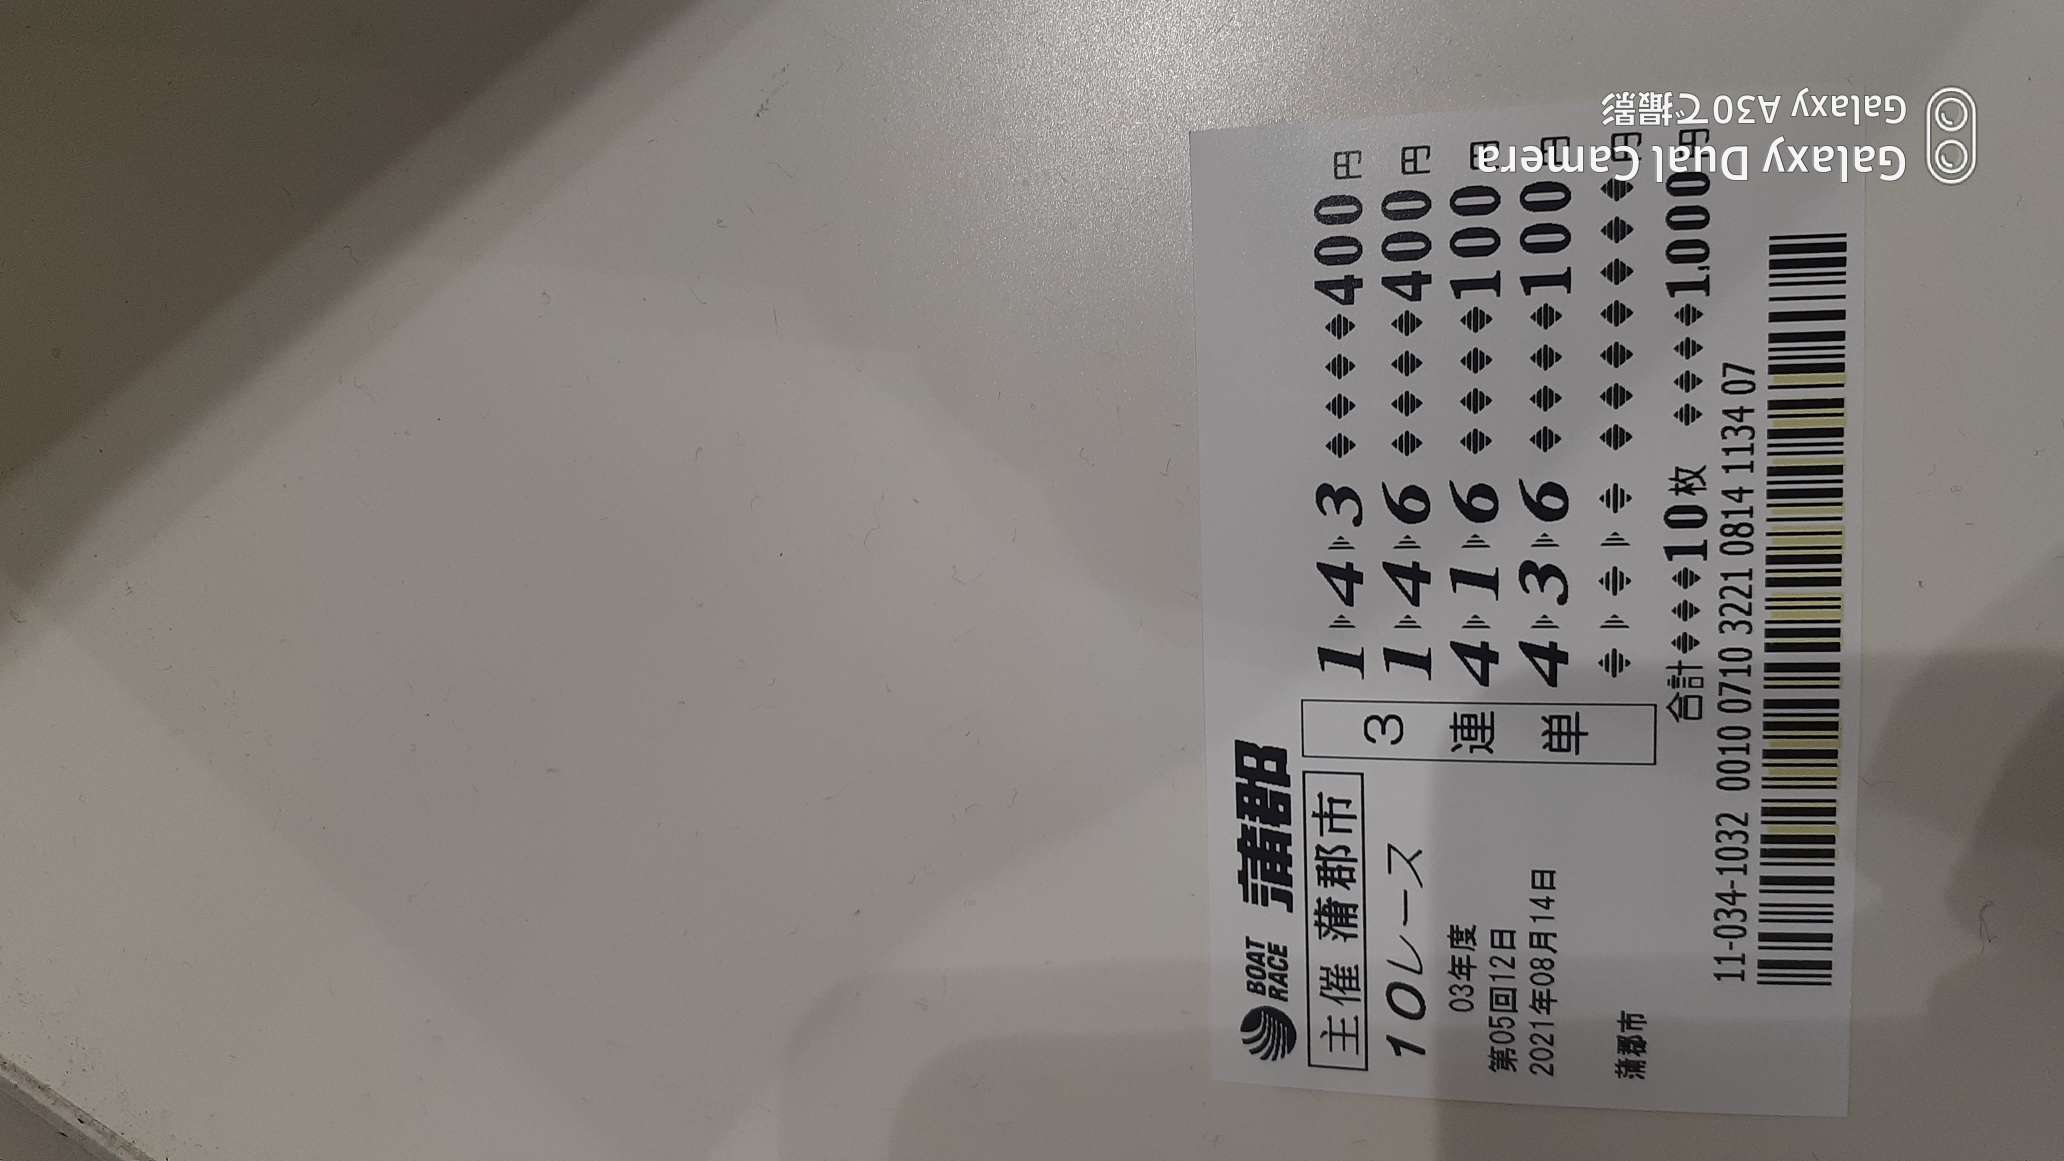 BOAT RACE 蒲郡
主催 蒲郡市
10レース
03年度
第05回12日
2021年08月14日
蒲郡市
3連単
1 4 3 400円
1 4 6 400円
4 1 6 100円
4 3 6 100円
円
合計 10枚 1,000円
11-034-1032 0010 0710 3221 0814 1134 07
Galaxy Dual Camera
Galaxy A30で撮影